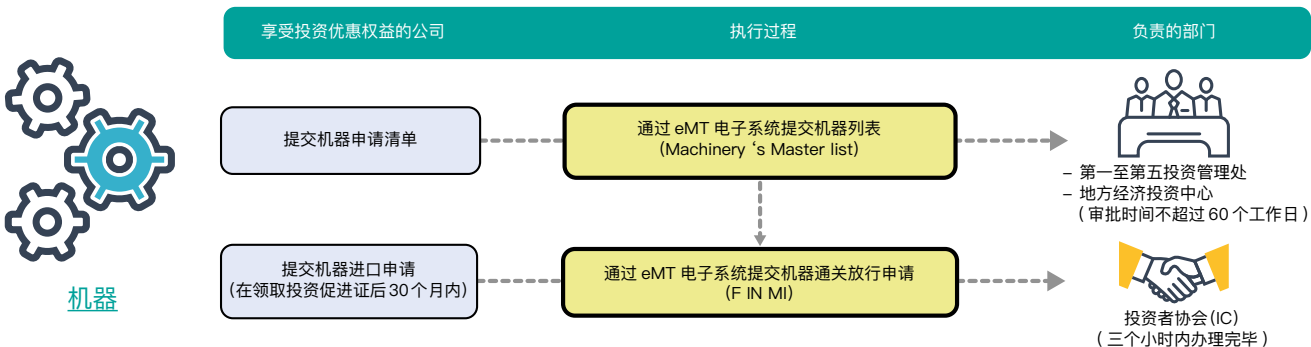 享受投资优惠权益的公司
执行过程
负责的部门
提交机器申请清单
通过 eMT 电子系统提交机器列表
(Machinery ‘s Master list)
– 第一至第五投资管理处
– 地方经济投资中心
(审批时间不超过 60 个工作日)
机器
提交机器进口申请
(在领取投资促进证后 30 个月内)
通过 eMT 电子系统提交机器通关放行申请
(F IN MI)
投资者协会 (IC)
(三个小时内办理完毕)